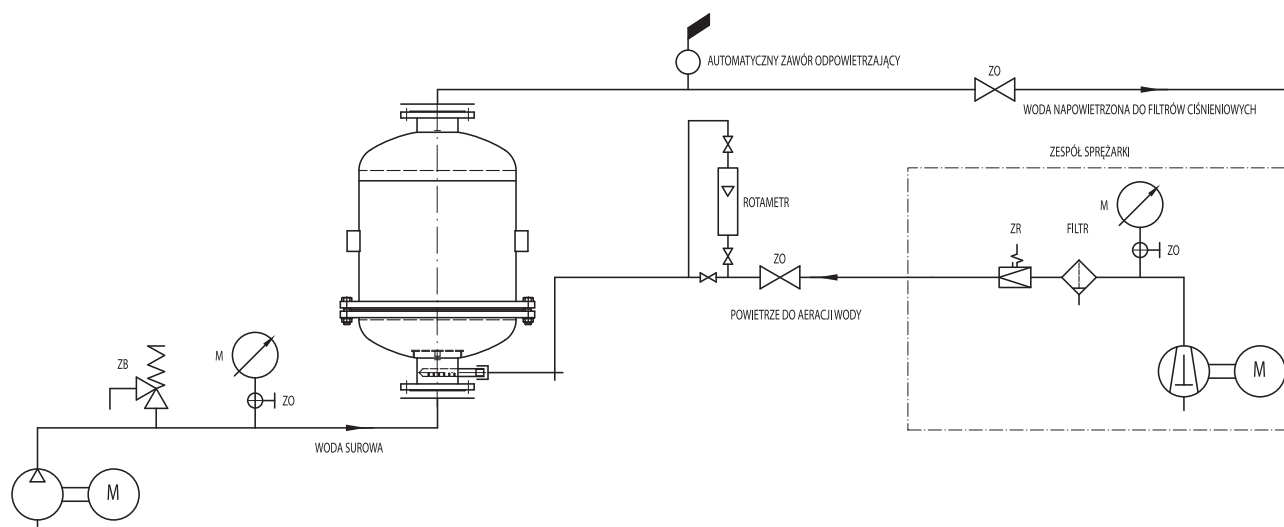 AUTOMATYCZNY ZAWÓR ODPOWIETRZAJĄCY
ZO
WODA NAPOWIETRZONA DO FILTRÓW CIŚNIENIOWYCH
ZESPÓŁ SPRĘŻARKI
ROTAMETR
M
ZR
FILTR
ZO
ZO
POWIETRZE DO AERACJI WODY
ZB
M
ZO
M
WODA SUROWA
M